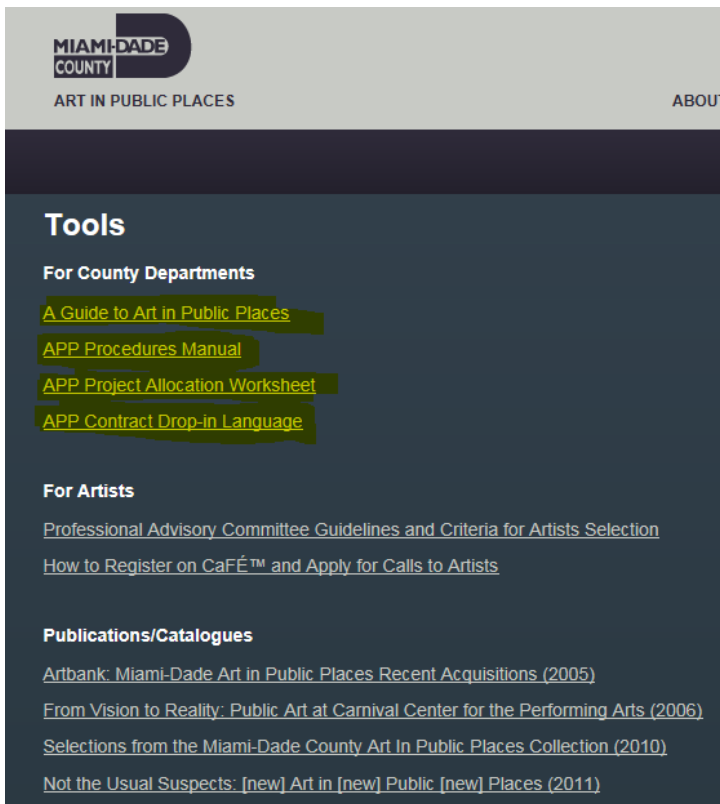 MIAMI-DADE
COUNTY
ART IN PUBLIC PLACES
ABOUT
Tools
For County Departments
A Guide to Art in Public Places
APP Procedures Manual
APP Project Allocation Worksheet
APP Contract Drop-in Language
For Artists
Professional Advisory Committee Guidelines and Criteria for Artists Selection
How to Register on CaFÉ™ and Apply for Calls to Artists
Publications/Catalogues
Artbank: Miami-Dade Art in Public Places Recent Acquisitions (2005)
From Vision to Reality: Public Art at Carnival Center for the Performing Arts (2006)
Selections from the Miami-Dade County Art In Public Places Collection (2010)
Not the Usual Suspects: [new] Art in [new] Public [new] Places (2011)